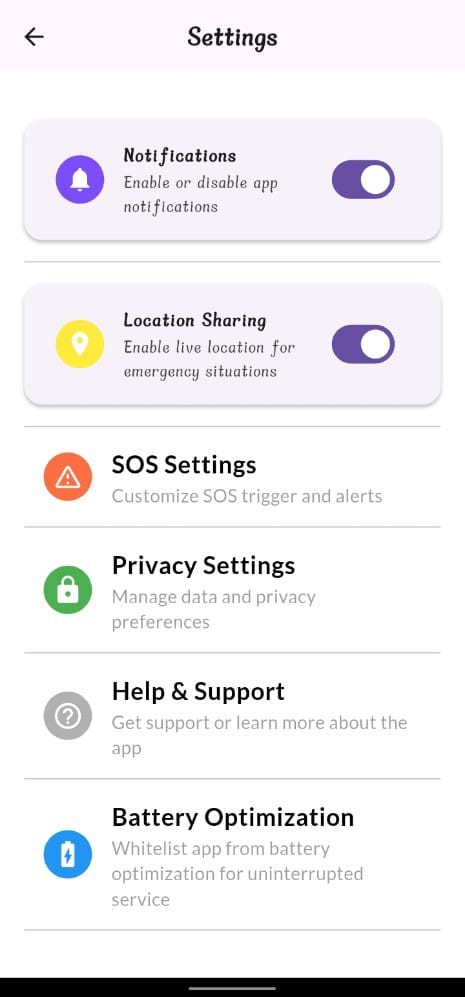 Settings
Notifications
Enable or disable app
notifications
Location Sharing
Enable live location for
emergency situations
SOS Settings
Customize SOS trigger and alerts
Privacy Settings
Manage data and privacy
preferences
Help & Support
Get support or learn more about the
app
Battery Optimization
Whitelist app from battery
optimization for uninterrupted
service